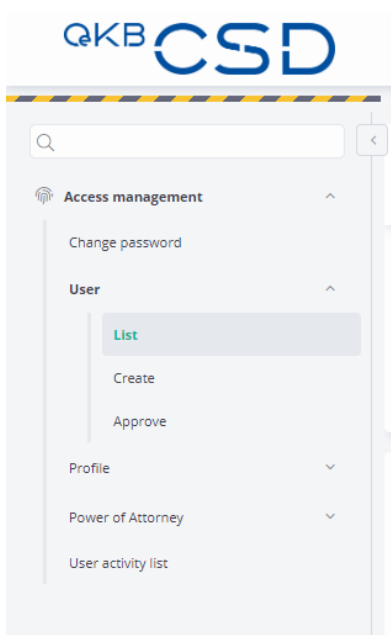 QKB CSD
Access management
Change password
User
List
Create
Approve
Profile
Power of Attorney
User activity list